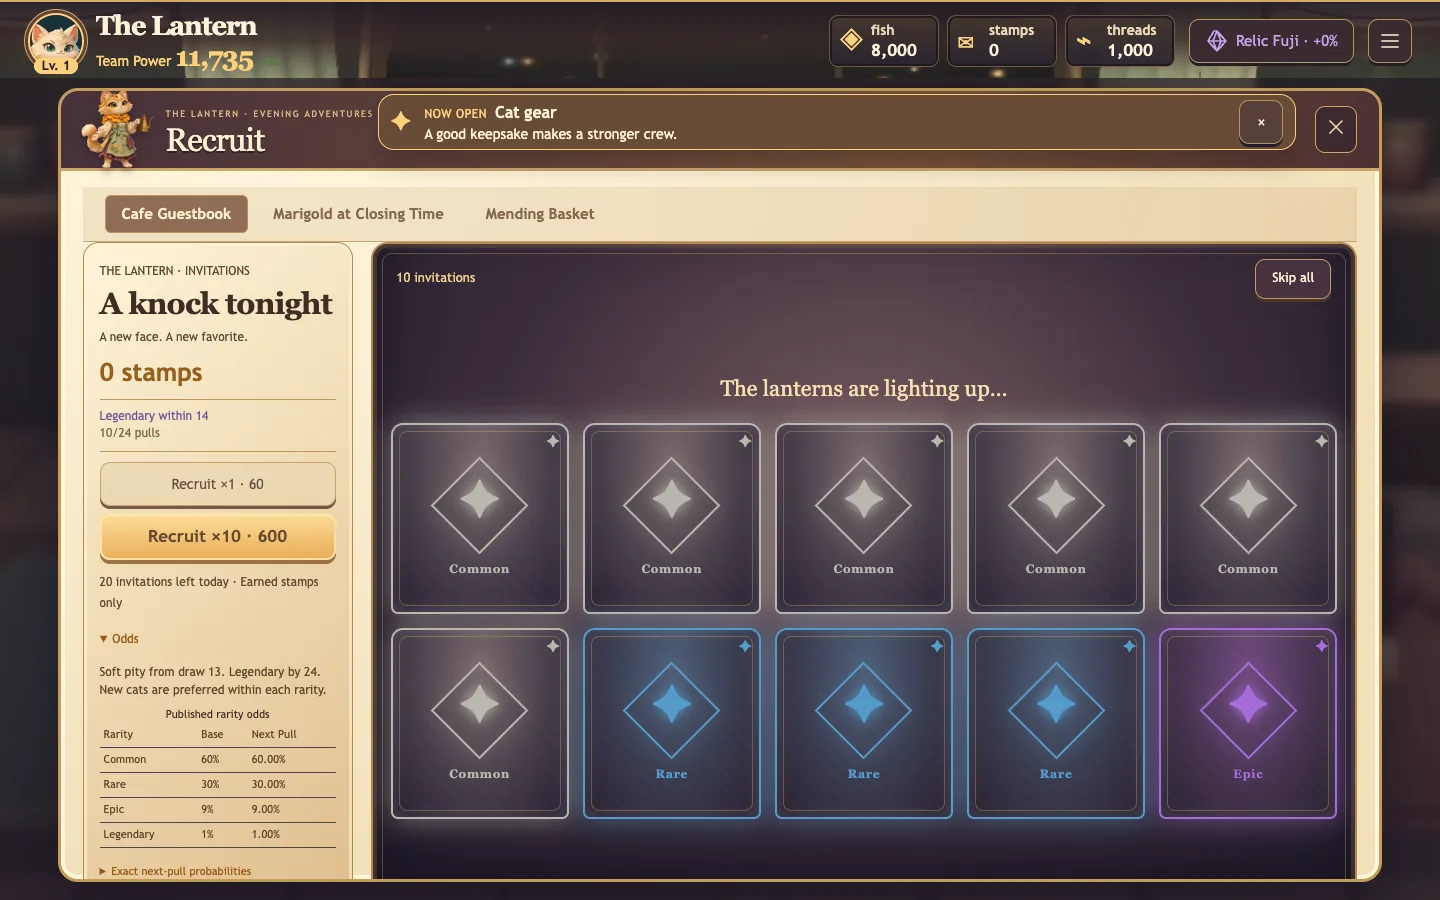 The Lantern
Team Power 11,735
Lv. 1
fish
8,000
stamps
0
threads
1,000
Relic Fuji · +0%
THE LANTERN · EVENING ADVENTURES
Recruit
NOW OPEN Cat gear
A good keepsake makes a stronger crew.
×
Cafe Guestbook
Marigold at Closing Time
Mending Basket
THE LANTERN · INVITATIONS
A knock tonight
A new face. A new favorite.
0 stamps
Legendary within 14
10/24 pulls
Recruit ×1 · 60
Recruit ×10 · 600
20 invitations left today · Earned stamps
only
▼ Odds
Soft pity from draw 13. Legendary by 24.
New cats are preferred within each rarity.
Published rarity odds
Rarity Base Next Pull
Common 60% 60.00%
Rare 30% 30.00%
Epic 9% 9.00%
Legendary 1% 1.00%
▶ Exact next-pull probabilities
10 invitations
Skip all
The lanterns are lighting up...
Common
Common
Common
Common
Common
Common
Rare
Rare
Rare
Epic